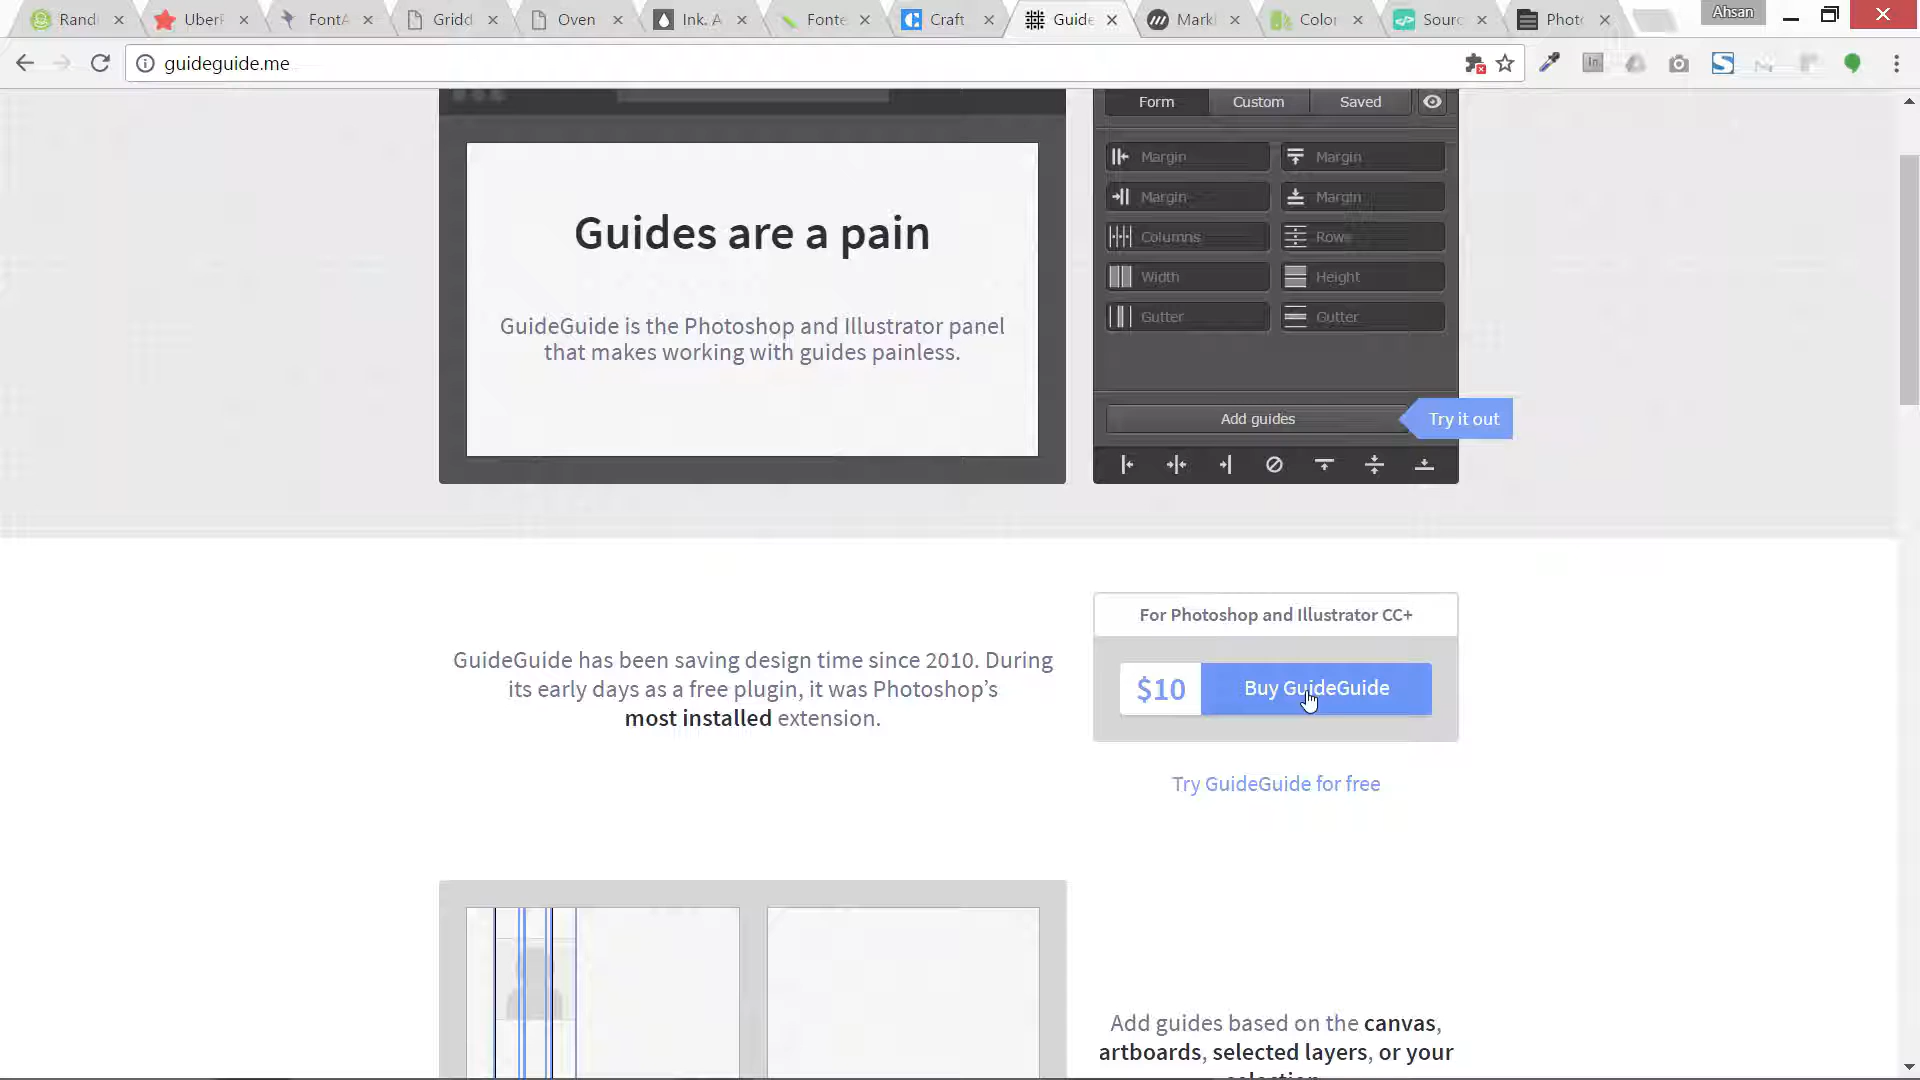 Rand
UberF
FontA
Gridd
Oven
Ink. A
Fonte
Craft
Guide
Mark
Color
Sourc
Photo
Ahsan
guideguide.me
Form
Custom
Saved
Margin
Margin
Margin
Margin
Columns
Rows
Width
Height
Gutter
Gutter
Guides are a pain
GuideGuide is the Photoshop and Illustrator panel
that makes working with guides painless.
Add guides
Try it out
For Photoshop and Illustrator CC+
GuideGuide has been saving design time since 2010. During
its early days as a free plugin, it was Photoshop’s
most installed extension.
$10
Buy GuideGuide
Try GuideGuide for free
Add guides based on the canvas,
artboards, selected layers, or your